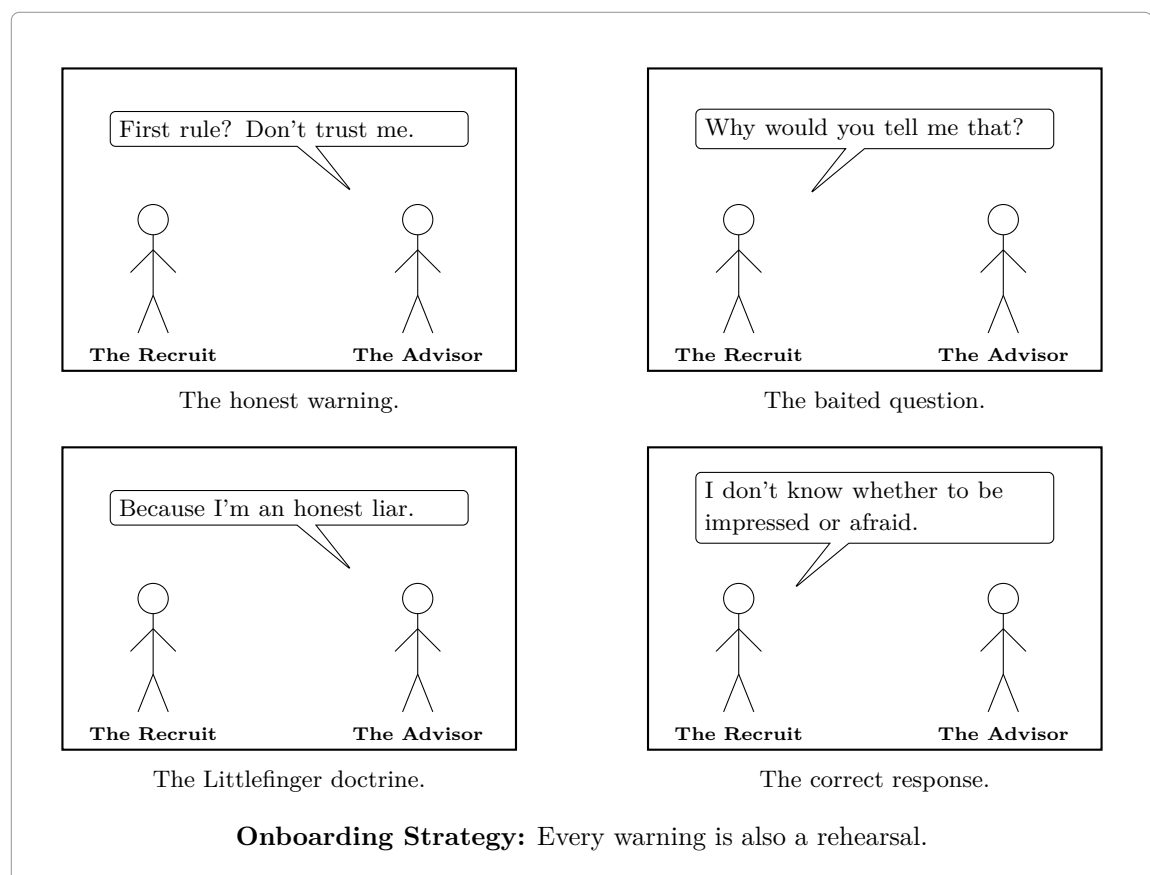 First rule? Don't trust me.
The Recruit
The Advisor
The honest warning.
Why would you tell me that?
The Recruit
The Advisor
The baited question.
Because I'm an honest liar.
The Recruit
The Advisor
The Littlefinger doctrine.
I don't know whether to be
impressed or afraid.
The Recruit
The Advisor
The correct response.
Onboarding Strategy: Every warning is also a rehearsal.